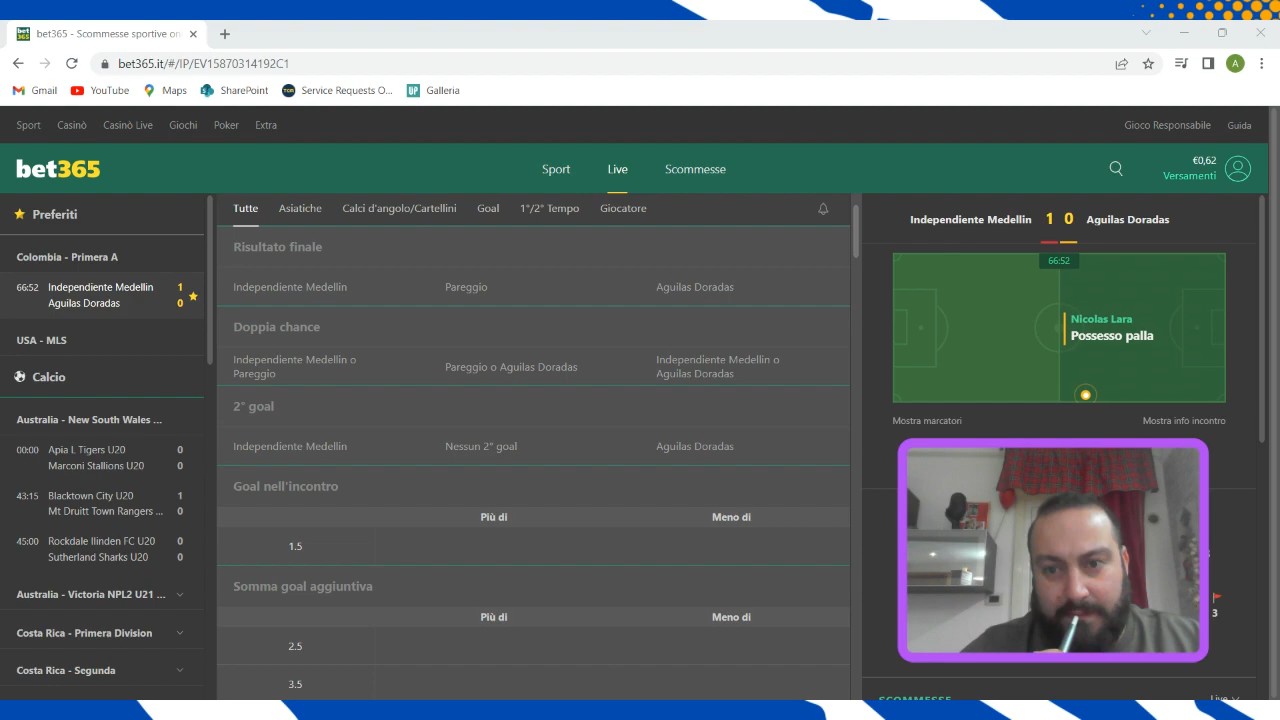 bet365 - Scommesse sportive on
bet365.it/#/IP/EV15870314192C1
A
Gmail
YouTube
Maps
SharePoint
Service Requests O...
Galleria
Sport
Casinò
Casinò Live
Giochi
Poker
Extra
Gioco Responsabile
Guida
bet365
Sport
Live
Scommesse
€0,62
Versamenti
Preferiti
Colombia - Primera A
66:52
Independiente Medellin 1
Aguilas Doradas 0
USA - MLS
Calcio
Australia - New South Wales ...
00:00 Apia L Tigers U20 0
Marconi Stallions U20 0
43:15 Blacktown City U20 1
Mt Druitt Town Rangers ... 0
45:00 Rockdale Ilinden FC U20 0
Sutherland Sharks U20 0
Australia - Victoria NPL2 U21 ...
Costa Rica - Primera Division
Costa Rica - Segunda
Tutte
Asiatiche
Calci d'angolo/Cartellini
Goal
1°/2° Tempo
Giocatore
Risultato finale
Independiente Medellin
Pareggio
Aguilas Doradas
Doppia chance
Independiente Medellin o
Pareggio
Pareggio o Aguilas Doradas
Independiente Medellin o
Aguilas Doradas
2° goal
Independiente Medellin
Nessun 2° goal
Aguilas Doradas
Goal nell'incontro
Più di
Meno di
1.5
Somma goal aggiuntiva
Più di
Meno di
2.5
3.5
Independiente Medellin 1 0 Aguilas Doradas
66:52
Nicolas Lara
Possesso palla
Mostra marcatori
Mostra info incontro
3
SCOMMESSE
Live